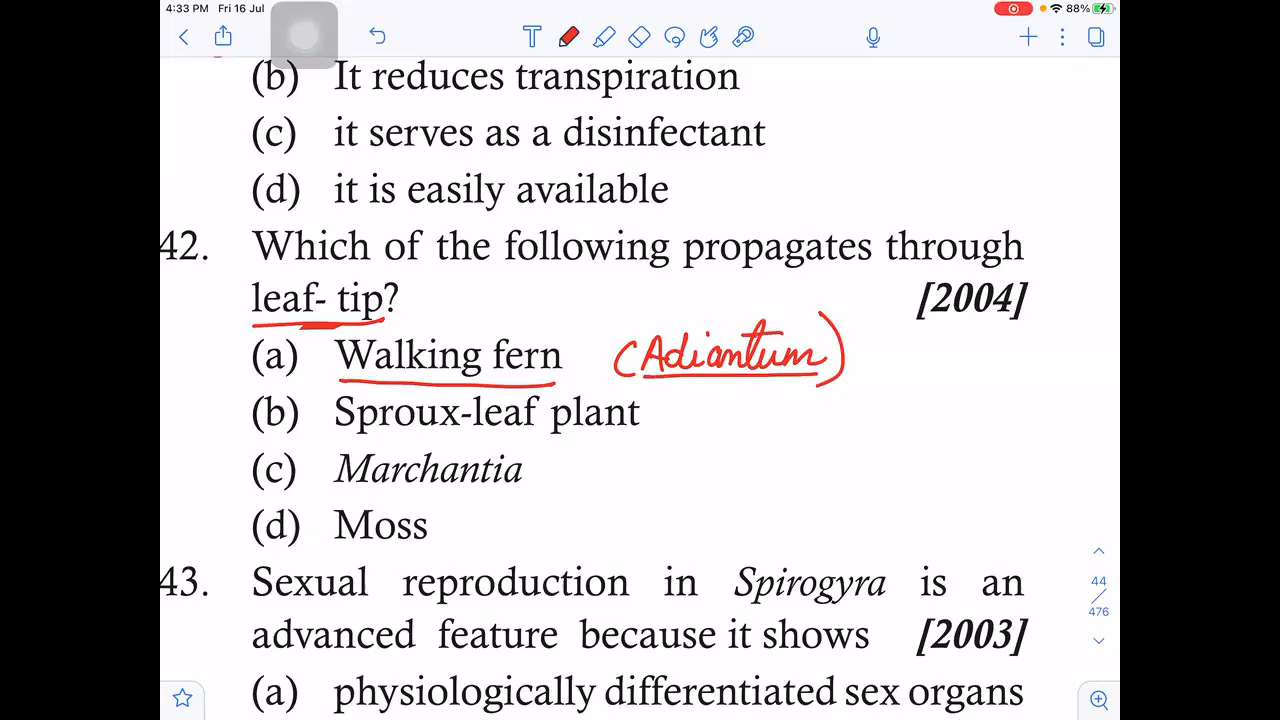 4:33 PM Fri 16 Jul 88%
T
(b) It reduces transpiration
(c) it serves as a disinfectant
(d) it is easily available
42. Which of the following propagates through
leaf- tip? [2004]
(a) Walking fern (Adiantum)
(b) Sproux-leaf plant
(c) Marchantia
(d) Moss
43. Sexual reproduction in Spirogyra is an
advanced feature because it shows [2003]
(a) physiologically differentiated sex organs
44
/
476